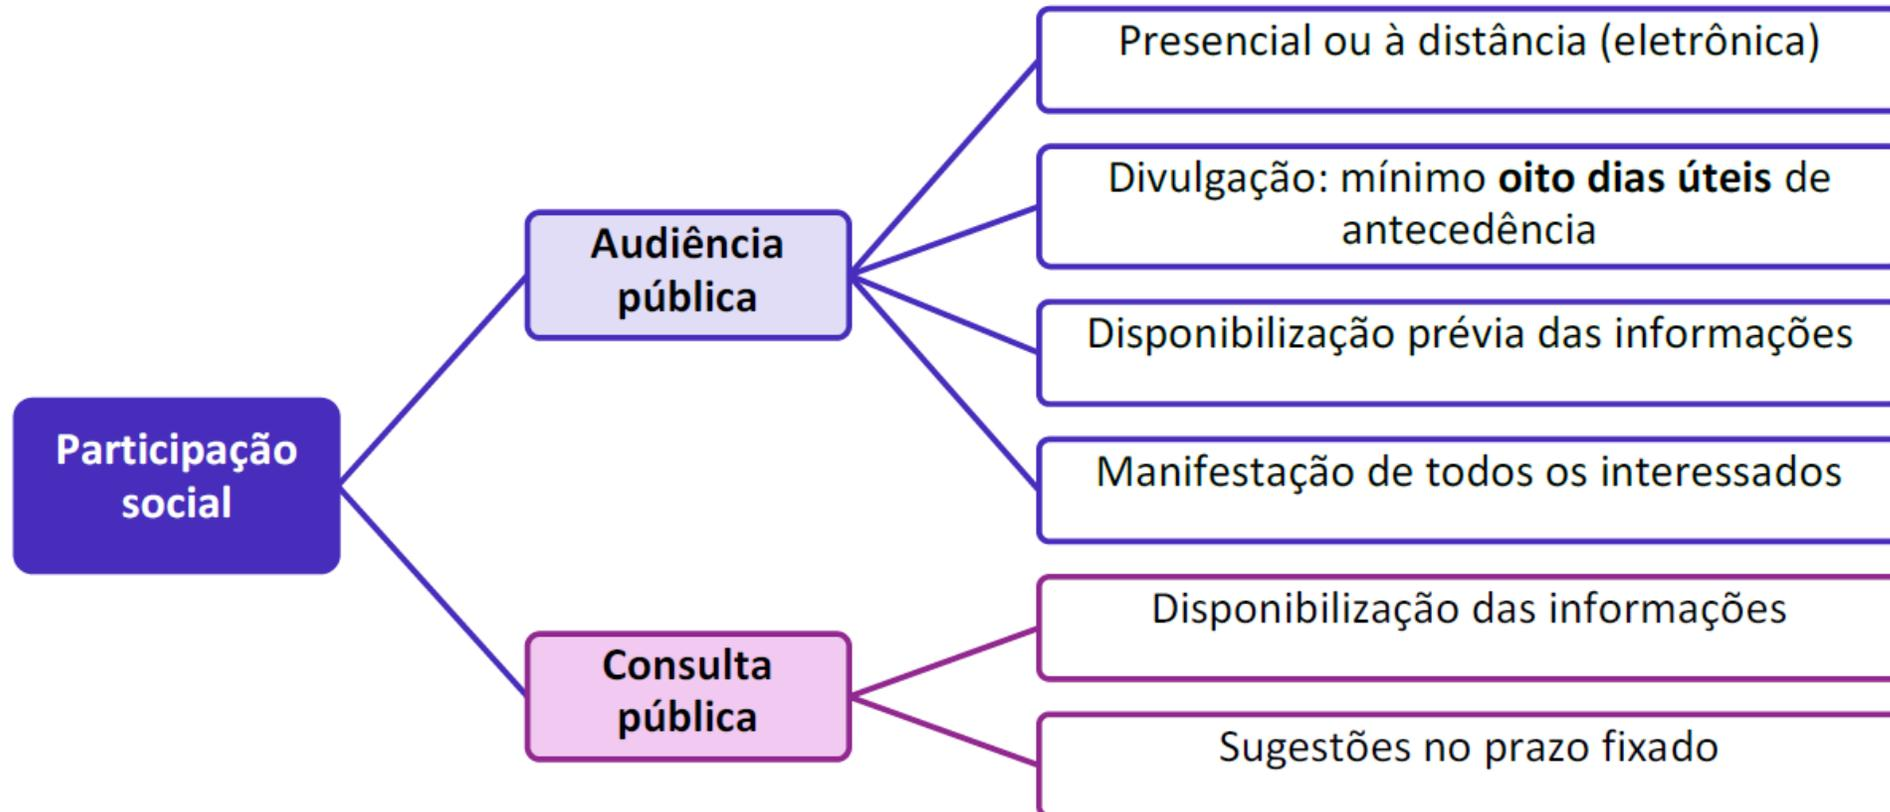 Participação
social
Audiência
pública
Presencial ou à distância (eletrônica)
Divulgação: mínimo oito dias úteis de
antecedência
Disponibilização prévia das informações
Manifestação de todos os interessados
Consulta
pública
Disponibilização das informações
Sugestões no prazo fixado